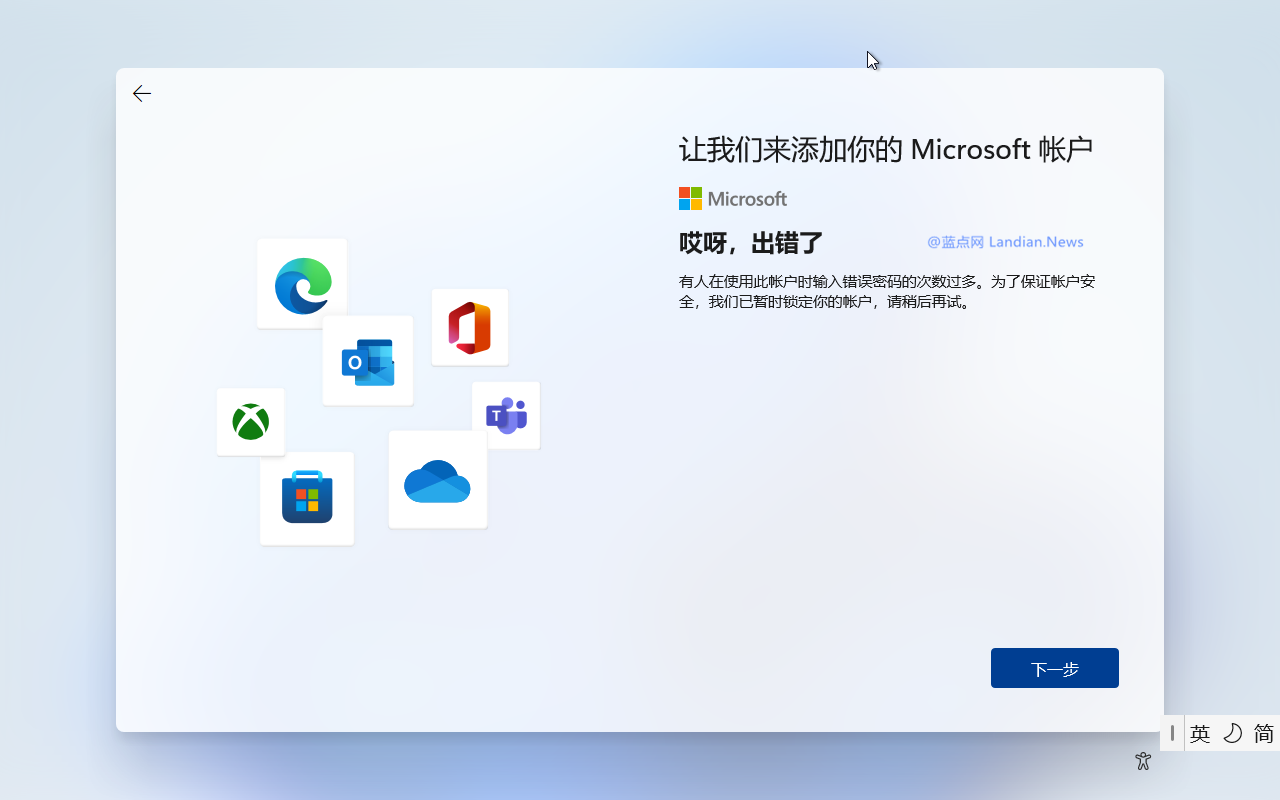 让我们来添加你的 Microsoft 帐户
Microsoft
哎呀，出错了
@蓝点网 Landian.News
有人在使用此帐户时输入错误密码的次数过多。为了保证帐户安
全，我们已暂时锁定你的帐户，请稍后再试。
O
T
下一步
英 简